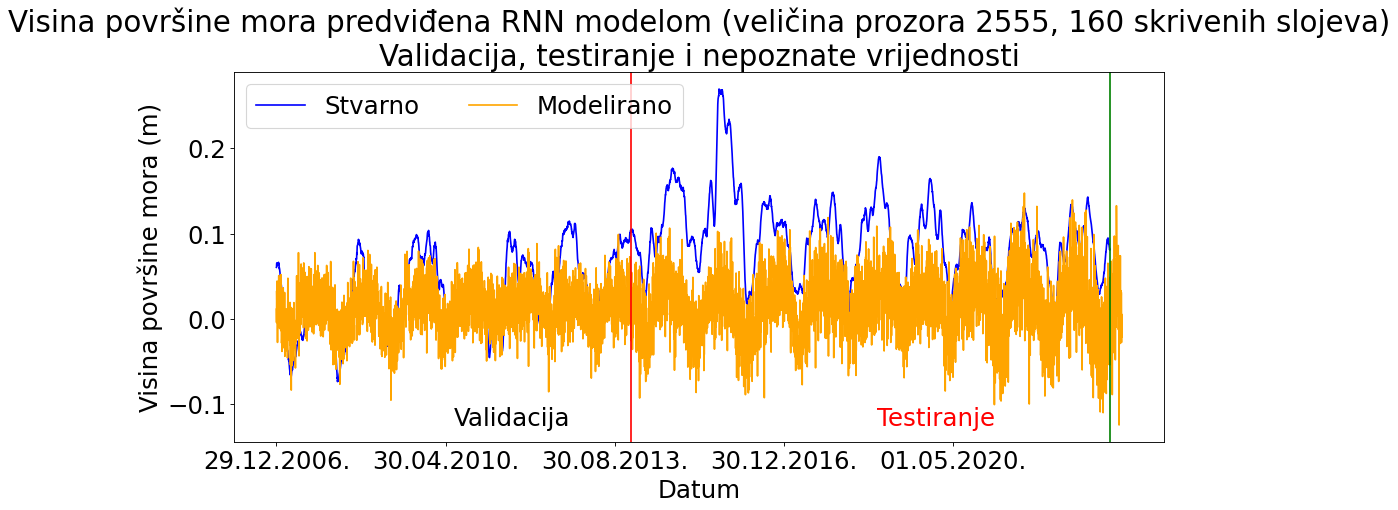 Visina površine mora predviđena RNN modelom (veličina prozora 2555, 160 skrivenih slojeva)
Validacija, testiranje i nepoznate vrijednosti
Stvarno Modelirano
Visina površine mora (m)
0.2
0.1
0.0
−0.1
Validacija Testiranje
29.12.2006. 30.04.2010. 30.08.2013. 30.12.2016. 01.05.2020.
Datum